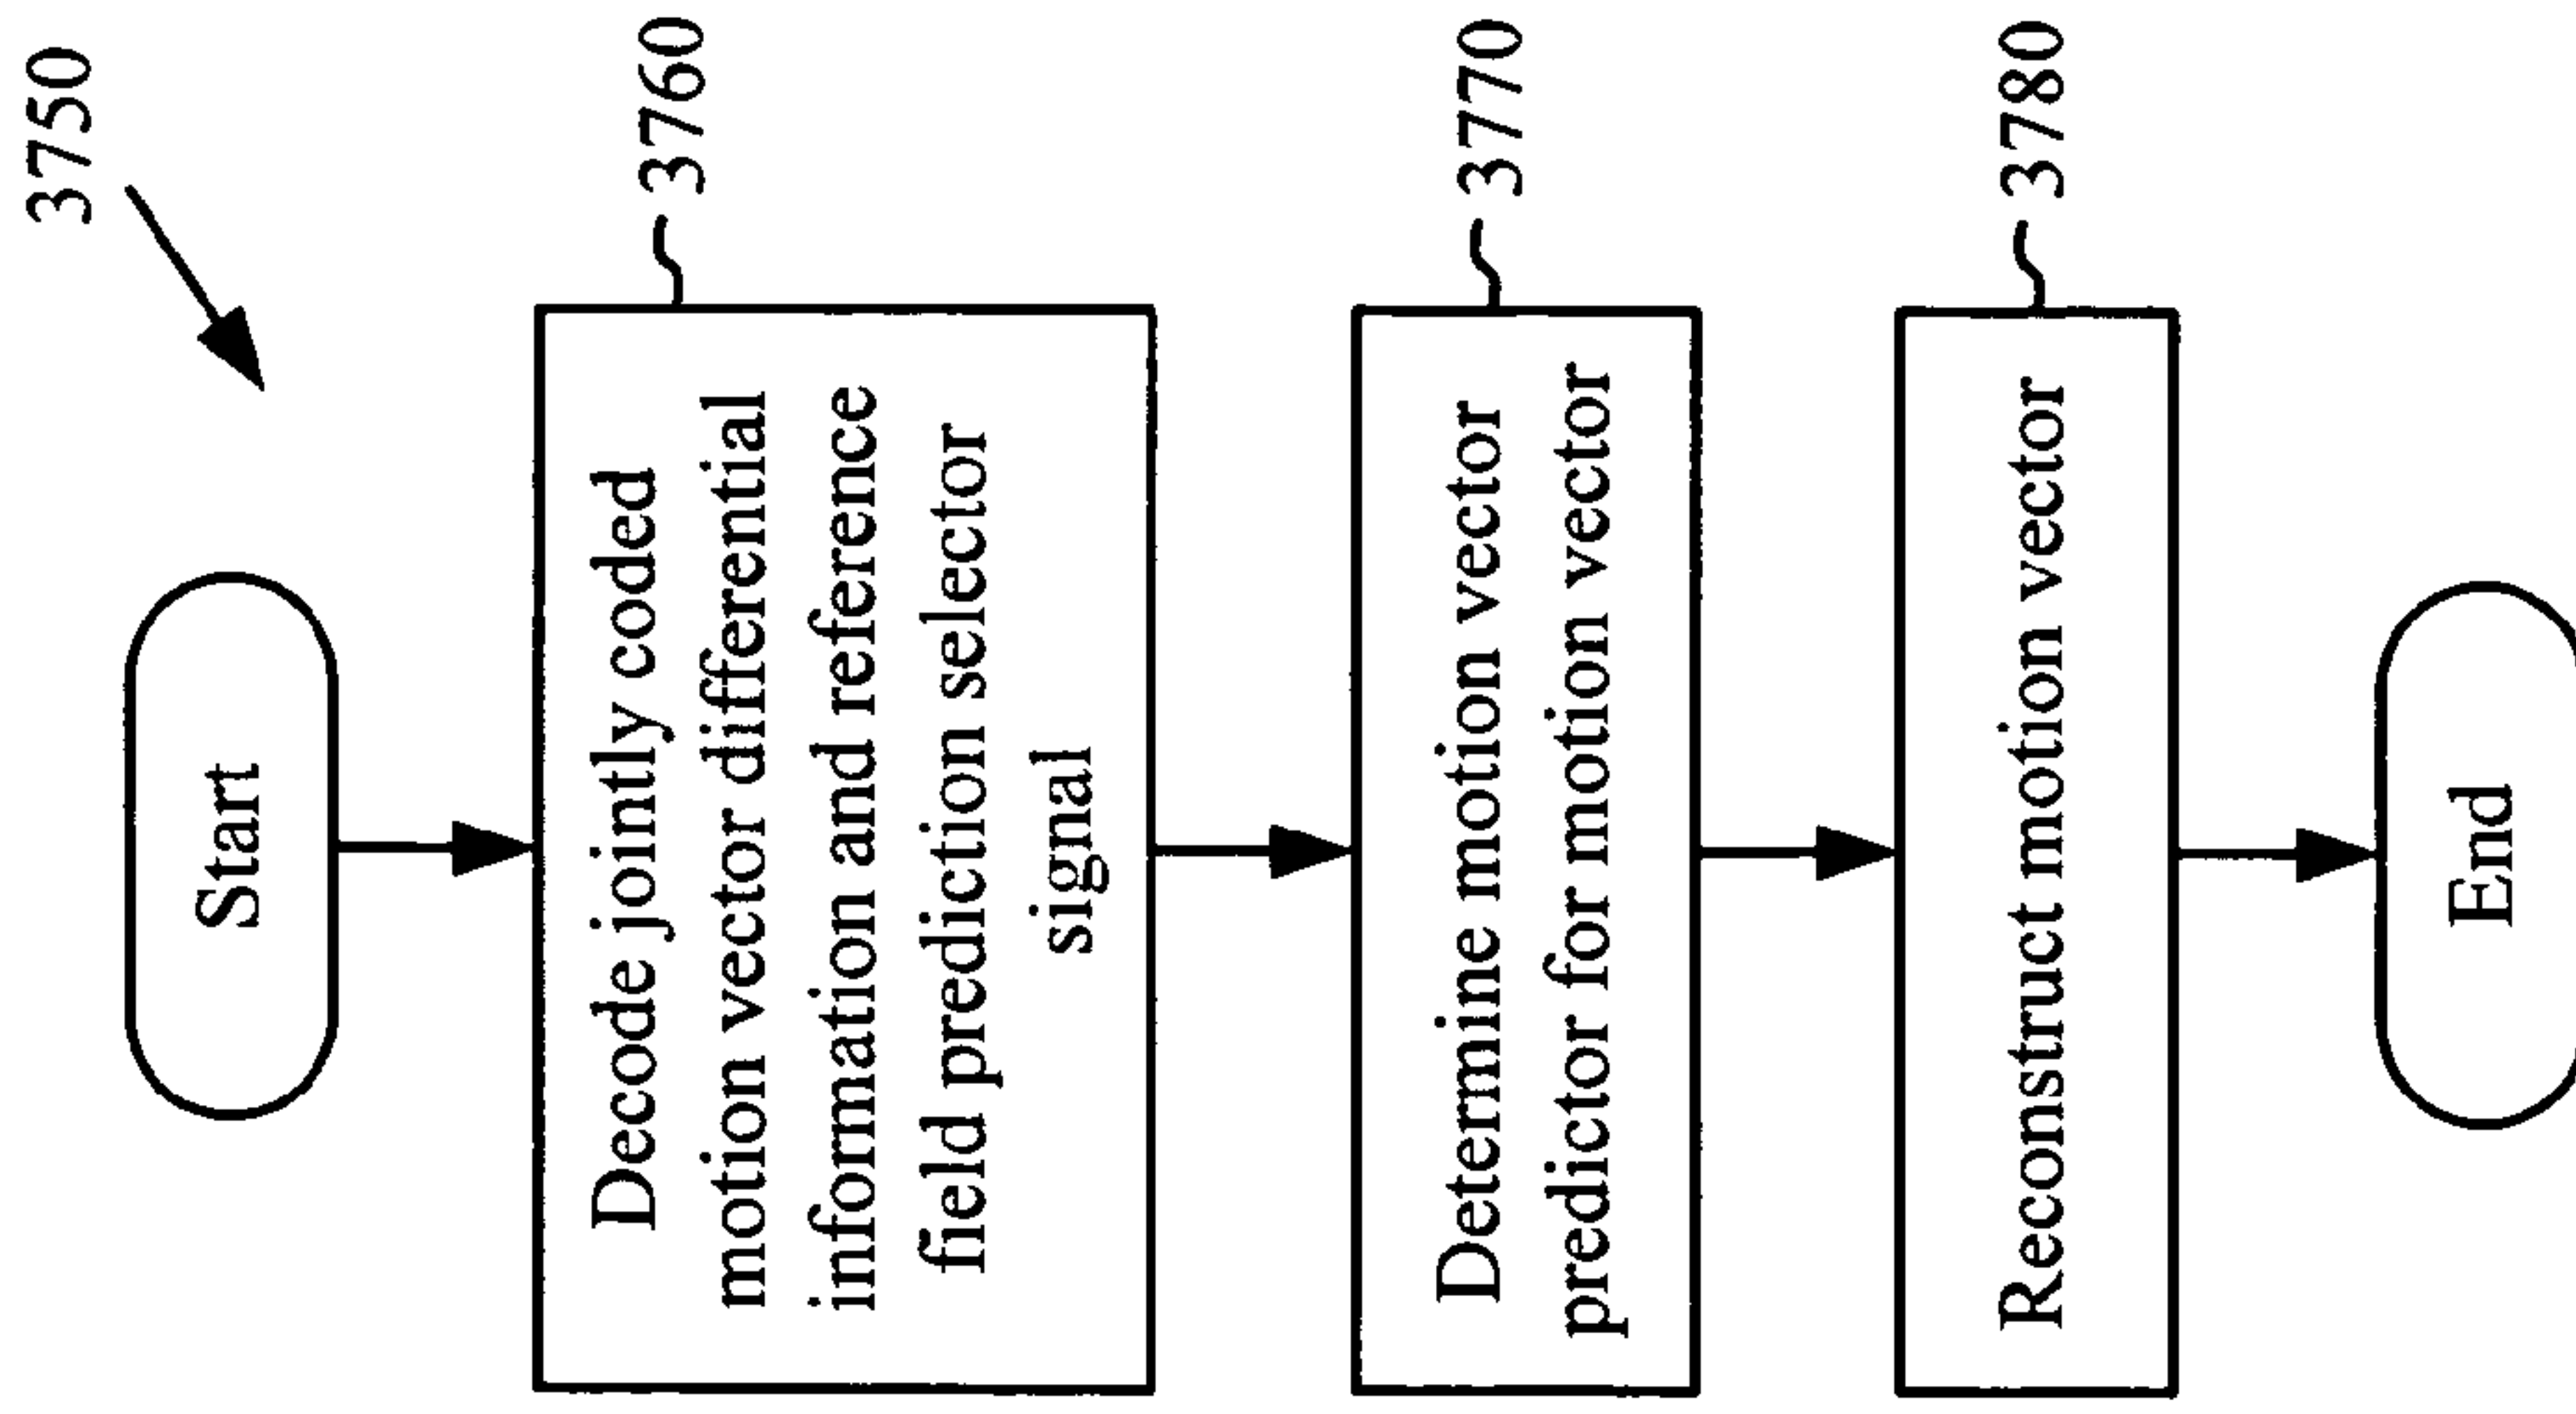 3750
Start
Decode jointly coded
motion vector differential
information and reference
field prediction selector
signal
3760
Determine motion vector
predictor for motion vector
3770
Reconstruct motion vector
3780
End